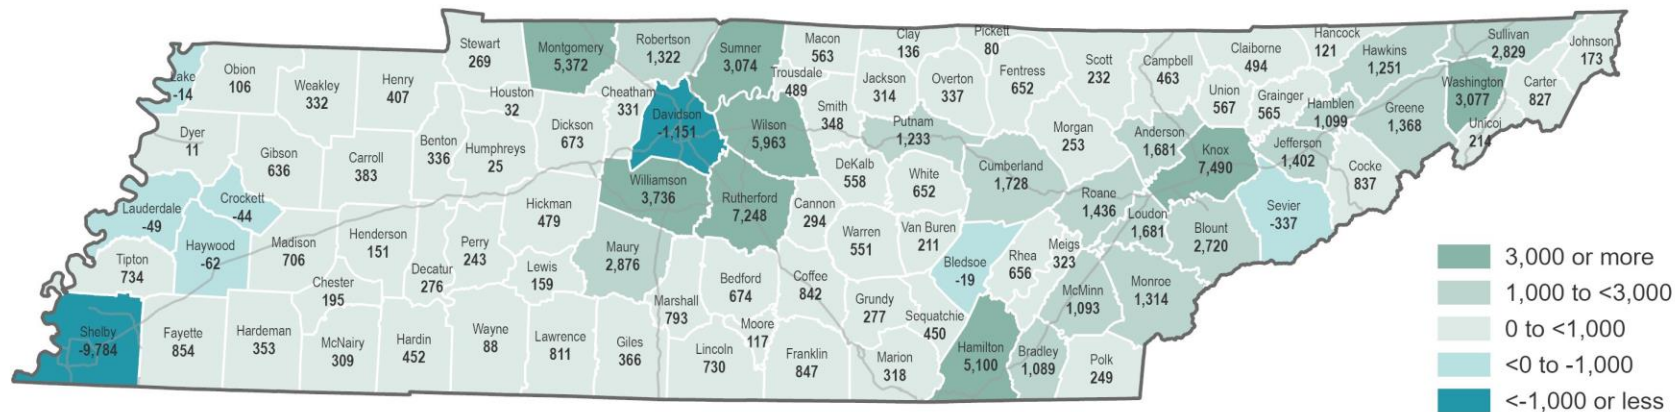 Stewart
269
Montgomery
5,372
Robertson
1,322
Sumner
3,074
Macon
563
Clay
136
Pickett
80
Scott
232
Campbell
463
Claiborne
494
Hancock
121
Hawkins
1,251
Sullivan
2,829
Johnson
173
Lake
-14
Obion
106
Weakley
332
Henry
407
Houston
32
Cheatham
331
Davidson
-1,151
Trousdale
489
Wilson
5,963
Smith
348
Jackson
314
Overton
337
Fentress
652
Union
567
Grainger
565
Hamblen
1,099
Greene
1,368
Washington
3,077
Carter
827
Unicoi
214
Dyer
11
Gibson
636
Carroll
383
Benton
336
Humphreys
25
Dickson
673
Putnam
1,233
Morgan
253
Anderson
1,681
Knox
7,490
Jefferson
1,402
Cocke
837
Lauderdale
-49
Crockett
-44
Haywood
-62
Madison
706
Henderson
151
Decatur
276
Perry
243
Hickman
479
Williamson
3,736
Rutherford
7,248
Cannon
294
DeKalb
558
White
652
Cumberland
1,728
Roane
1,436
Loudon
1,681
Blount
2,720
Sevier
-337
Tipton
734
Chester
195
Lewis
159
Maury
2,876
Bedford
674
Coffee
842
Warren
551
Van Buren
211
Bledsoe
-19
Rhea
656
Meigs
323
McMinn
1,093
Monroe
1,314
Shelby
-9,784
Fayette
854
Hardeman
353
McNairy
309
Hardin
452
Wayne
88
Lawrence
811
Giles
366
Marshall
793
Moore
117
Lincoln
730
Franklin
847
Grundy
277
Sequatchie
450
Marion
318
Hamilton
5,100
Bradley
1,089
Polk
249
3,000 or more
1,000 to <3,000
0 to <1,000
<0 to -1,000
<-1,000 or less